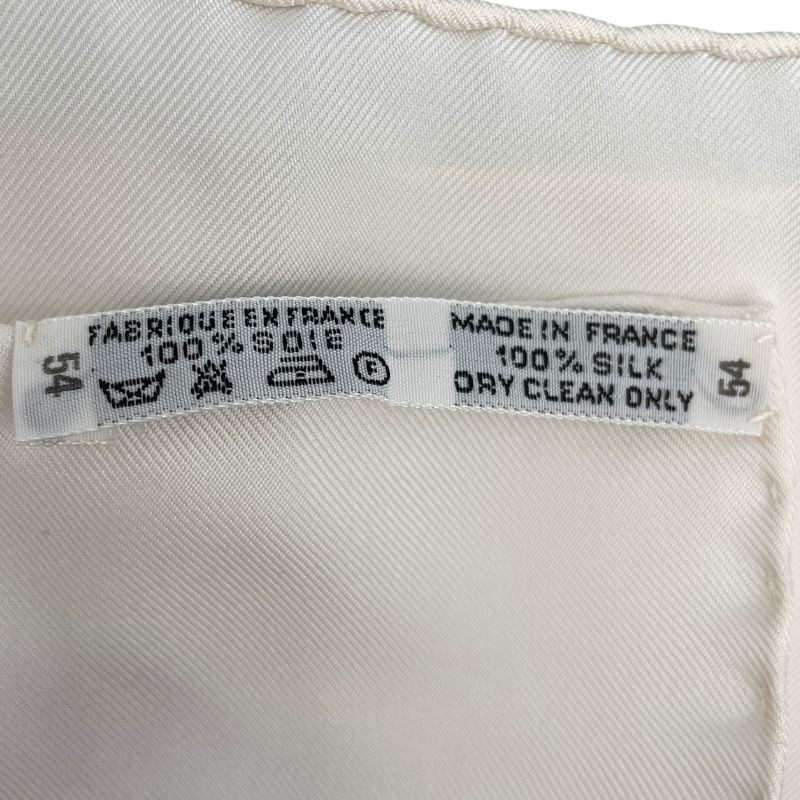 54
FABRIQUE EN FRANCE
100% SOIE
F
MADE IN FRANCE
100% SILK
DRY CLEAN ONLY
54